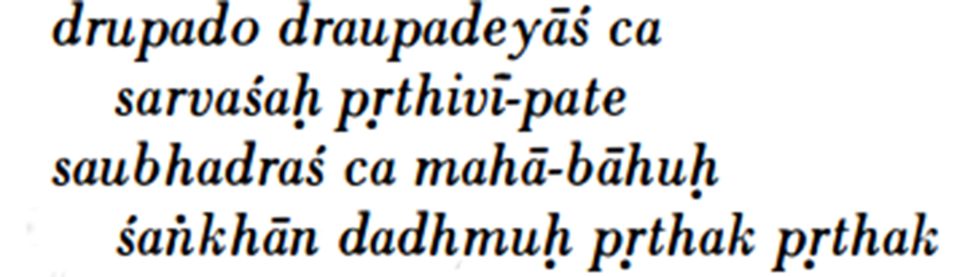 drupado draupadeyāś ca
sarvaśaḥ pṛthivī-pate
saubhadraś ca mahā-bāhuḥ
śaṅkhān dadhmuḥ pṛthak pṛthak